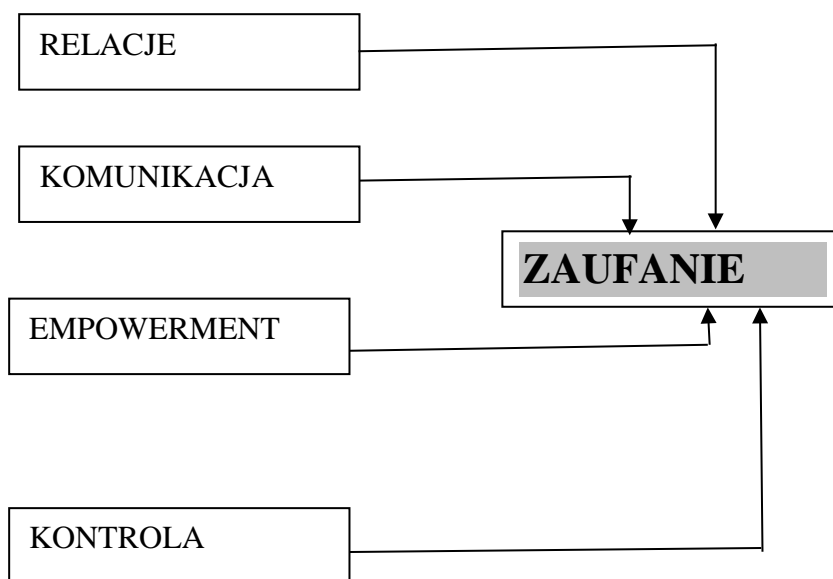 RELACJE
KOMUNIKACJA
ZAUFANIE
EMPOWERMENT
KONTROLA